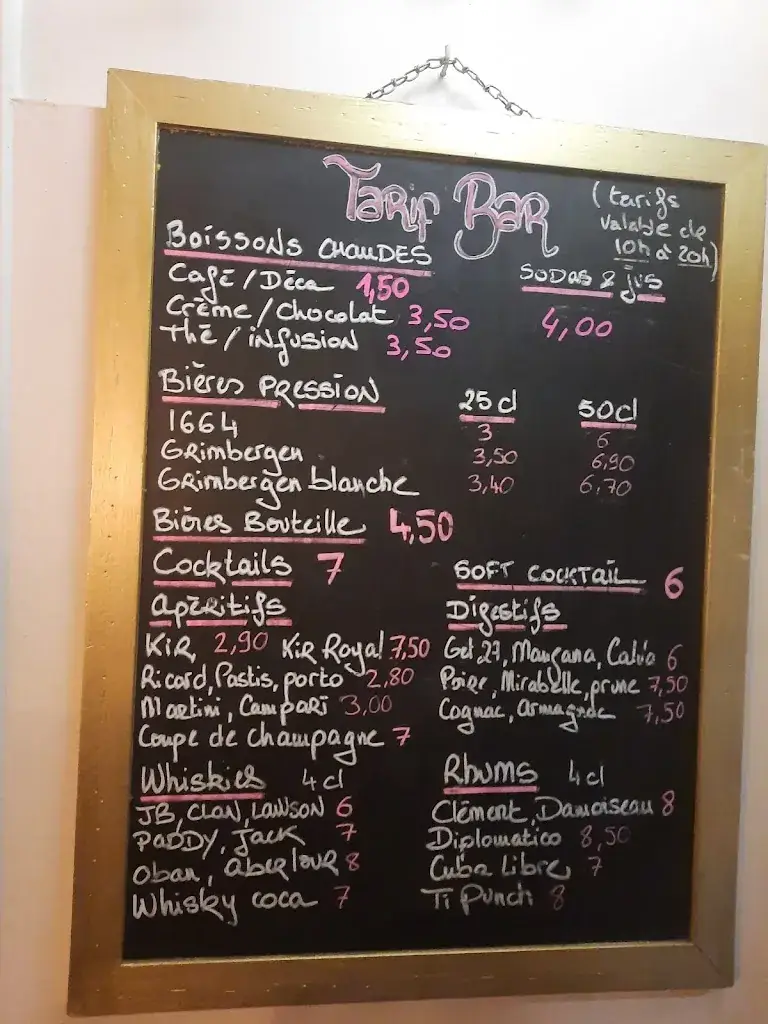 Tarif Bar
(tarifs
valable de
10h à 20h)
Boissons chaudes
Café / Déca 1,50
Crème / chocolat 3,50
Thé / infusion 3,50
Sodas & jus
4,00
Bières Pression 25cl 50cl
1664 3 6
Grimbergen 3,50 6,90
Grimbergen blanche 3,40 6,70
Bières Bouteille 4,50
Cocktails 7
Soft cocktail 6
Apéritifs
Kir 2,90 Kir Royal 7,50
Ricard, Pastis, porto 2,80
Martini, Campari 3,00
Coupe de champagne 7
Digestifs
Get 27, Manzana, Calva 6
Poire, Mirabelle, prune 7,50
Cognac, armagnac 7,50
Whiskies 4cl
JB, Clan, Lawson 6
Paddy, Jack 7
Oban, aberlour 8
Whisky coca 7
Rhums 4cl
Clément, Damoiseau 8
Diplomatico 8,50
Cuba Libre 7
Ti Punch 8